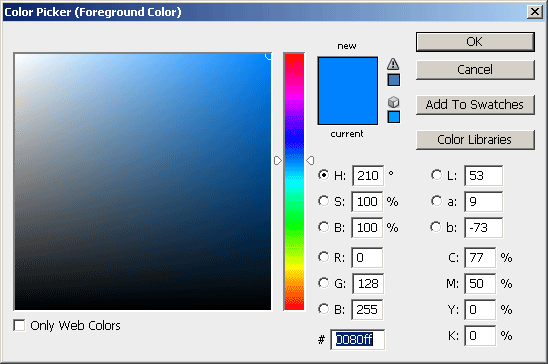 Color Picker (Foreground Color)
new
current
OK
Cancel
Add To Swatches
Color Libraries
H: 210 °
S: 100 %
B: 100 %
R: 0
G: 128
B: 255
# 0080ff
L: 53
a: 9
b: -73
C: 77 %
M: 50 %
Y: 0 %
K: 0 %
Only Web Colors